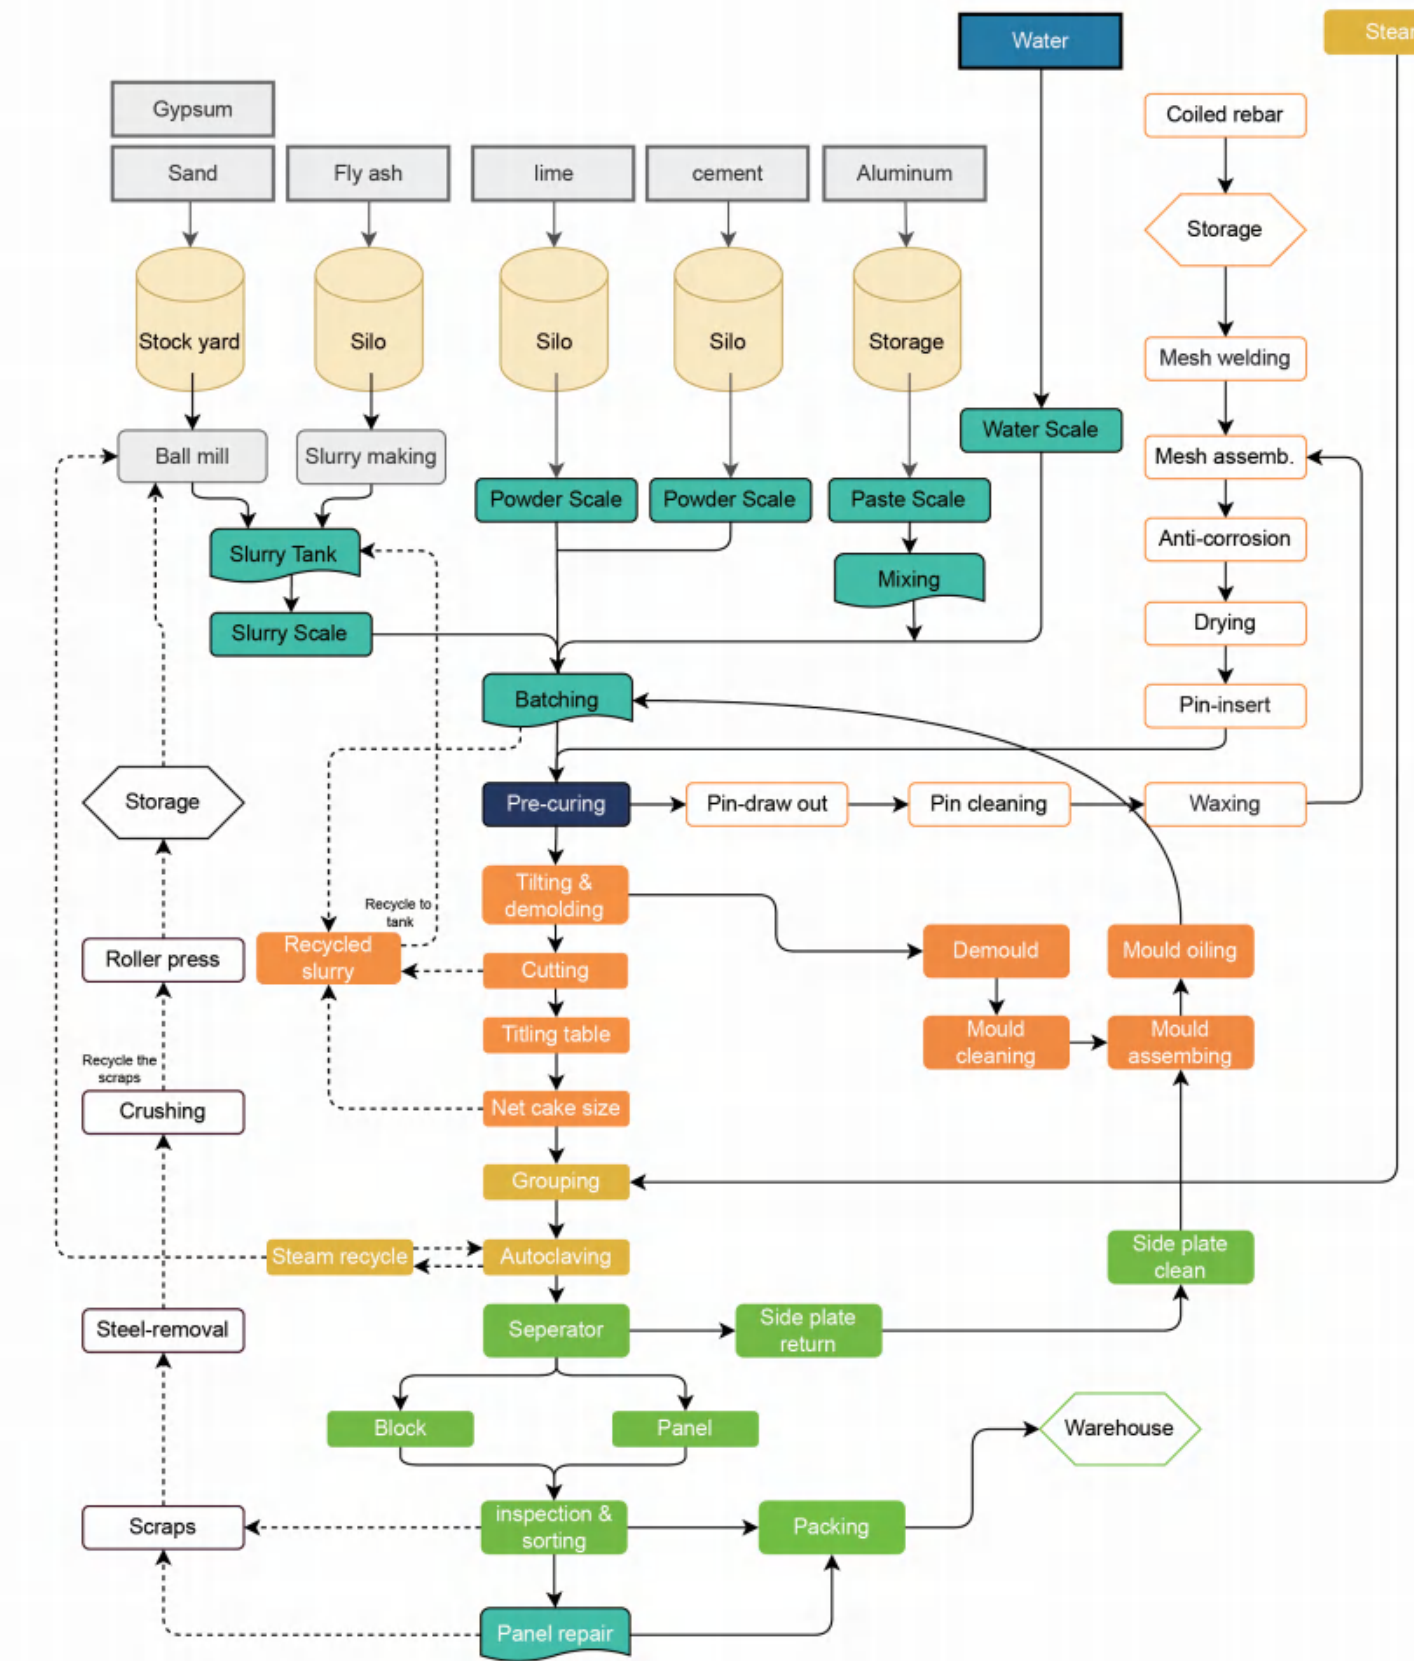 Water
Stear
Gypsum
Coiled rebar
Sand
Fly ash
lime
cement
Aluminum
Storage
Stock yard
Silo
Silo
Silo
Storage
Mesh welding
Water Scale
Ball mill
Slurry making
Mesh assemb.
Powder Scale
Powder Scale
Paste Scale
Slurry Tank
Anti-corrosion
Mixing
Slurry Scale
Drying
Batching
Pin-insert
Storage
Pre-curing
Pin-draw out
Pin cleaning
Waxing
Tilting &
demolding
Recycle to
tank
Roller press
Recycled
slurry
Cutting
Demould
Mould oiling
Titling table
Mould
cleaning
Mould
assembing
Recycle the
scraps
Crushing
Net cake size
Grouping
Steam recycle
Autoclaving
Side plate
clean
Steel-removal
Seperator
Side plate
return
Block
Panel
Warehouse
Scraps
inspection &
sorting
Packing
Panel repair